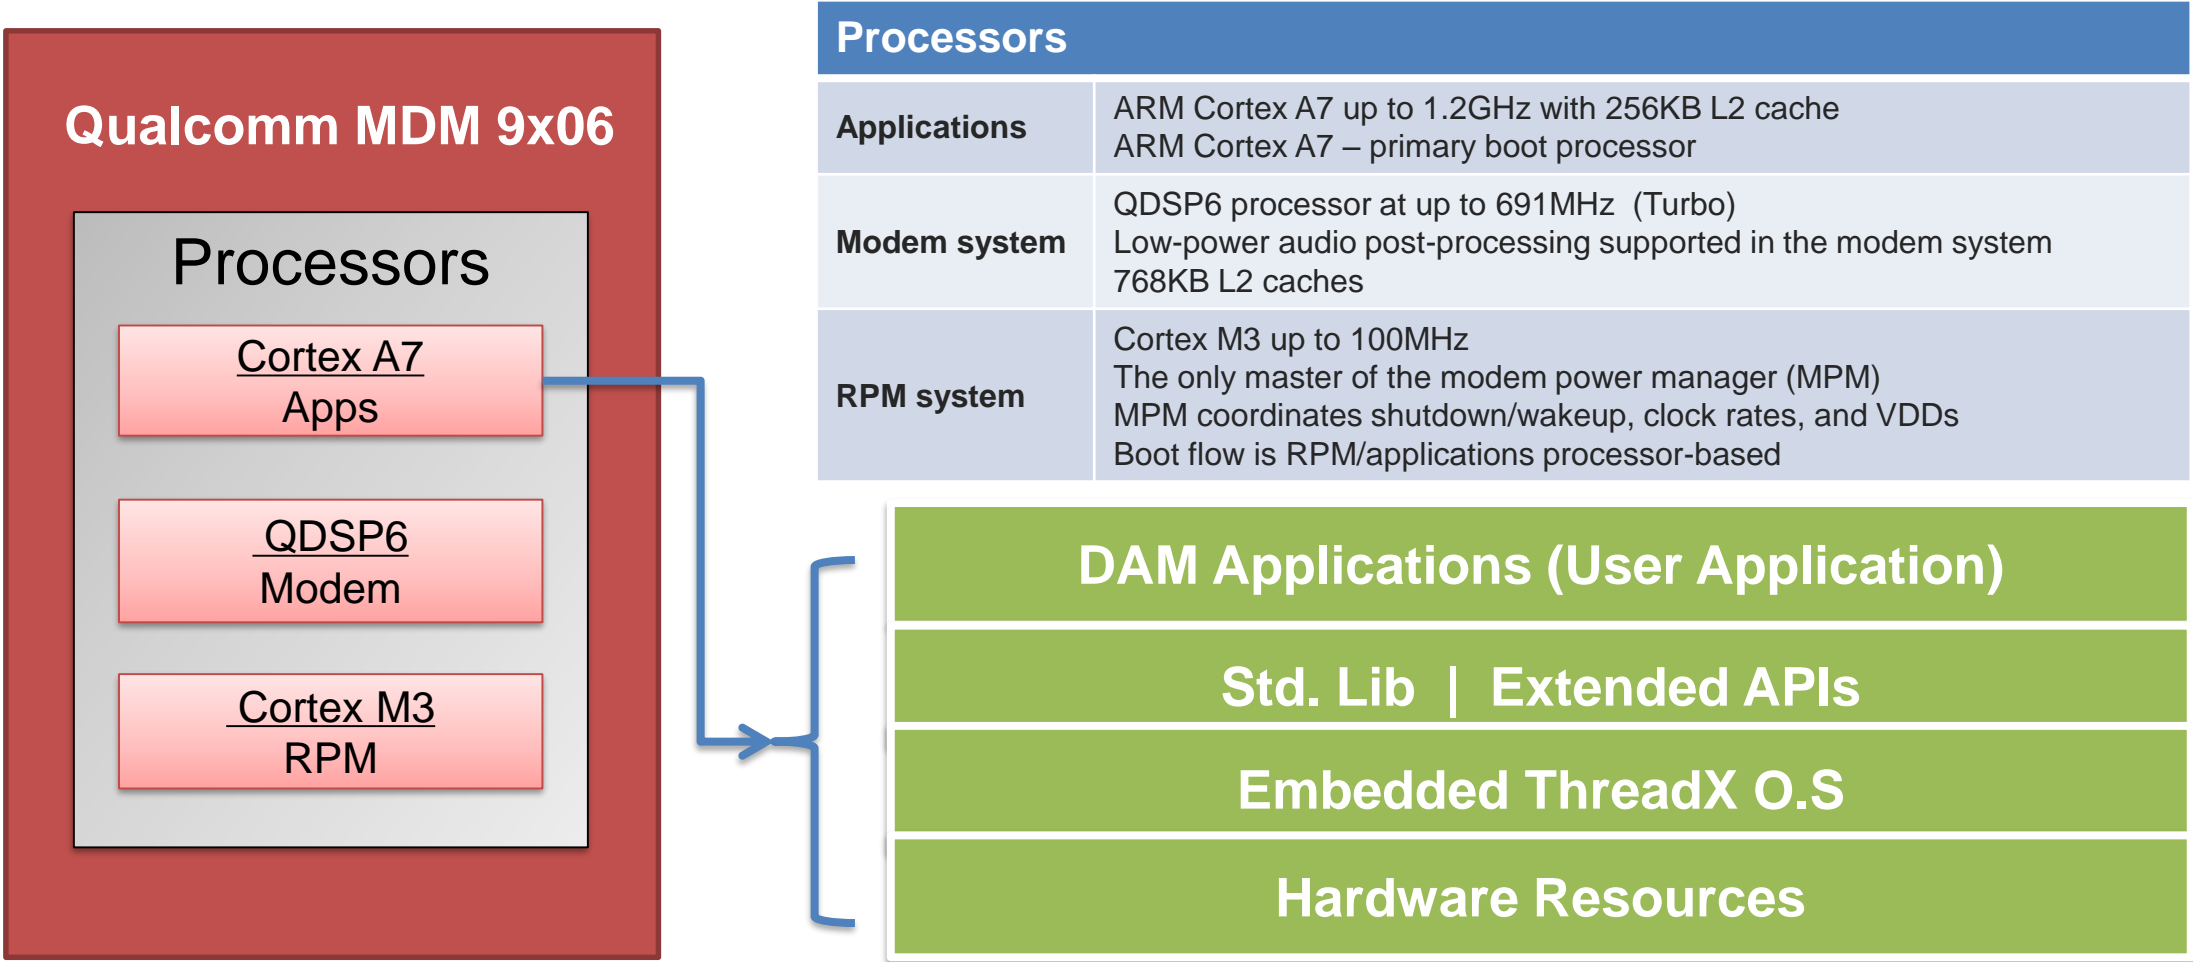 Qualcomm MDM 9x06
Processors
Cortex A7
Apps
QDSP6
Modem
Cortex M3
RPM
Processors
Applications
ARM Cortex A7 up to 1.2GHz with 256KB L2 cache
ARM Cortex A7 – primary boot processor
Modem system
QDSP6 processor at up to 691MHz (Turbo)
Low-power audio post-processing supported in the modem system
768KB L2 caches
RPM system
Cortex M3 up to 100MHz
The only master of the modem power manager (MPM)
MPM coordinates shutdown/wakeup, clock rates, and VDDs
Boot flow is RPM/applications processor-based
DAM Applications (User Application)
Std. Lib | Extended APIs
Embedded ThreadX O.S
Hardware Resources